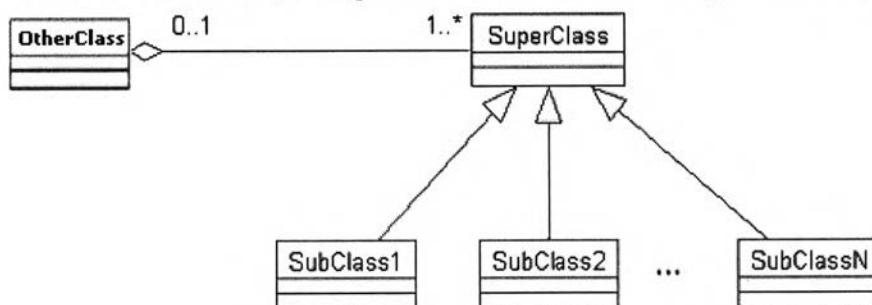 OtherClass
0..1
1..*
SuperClass
SubClass1
SubClass2
...
SubClassN